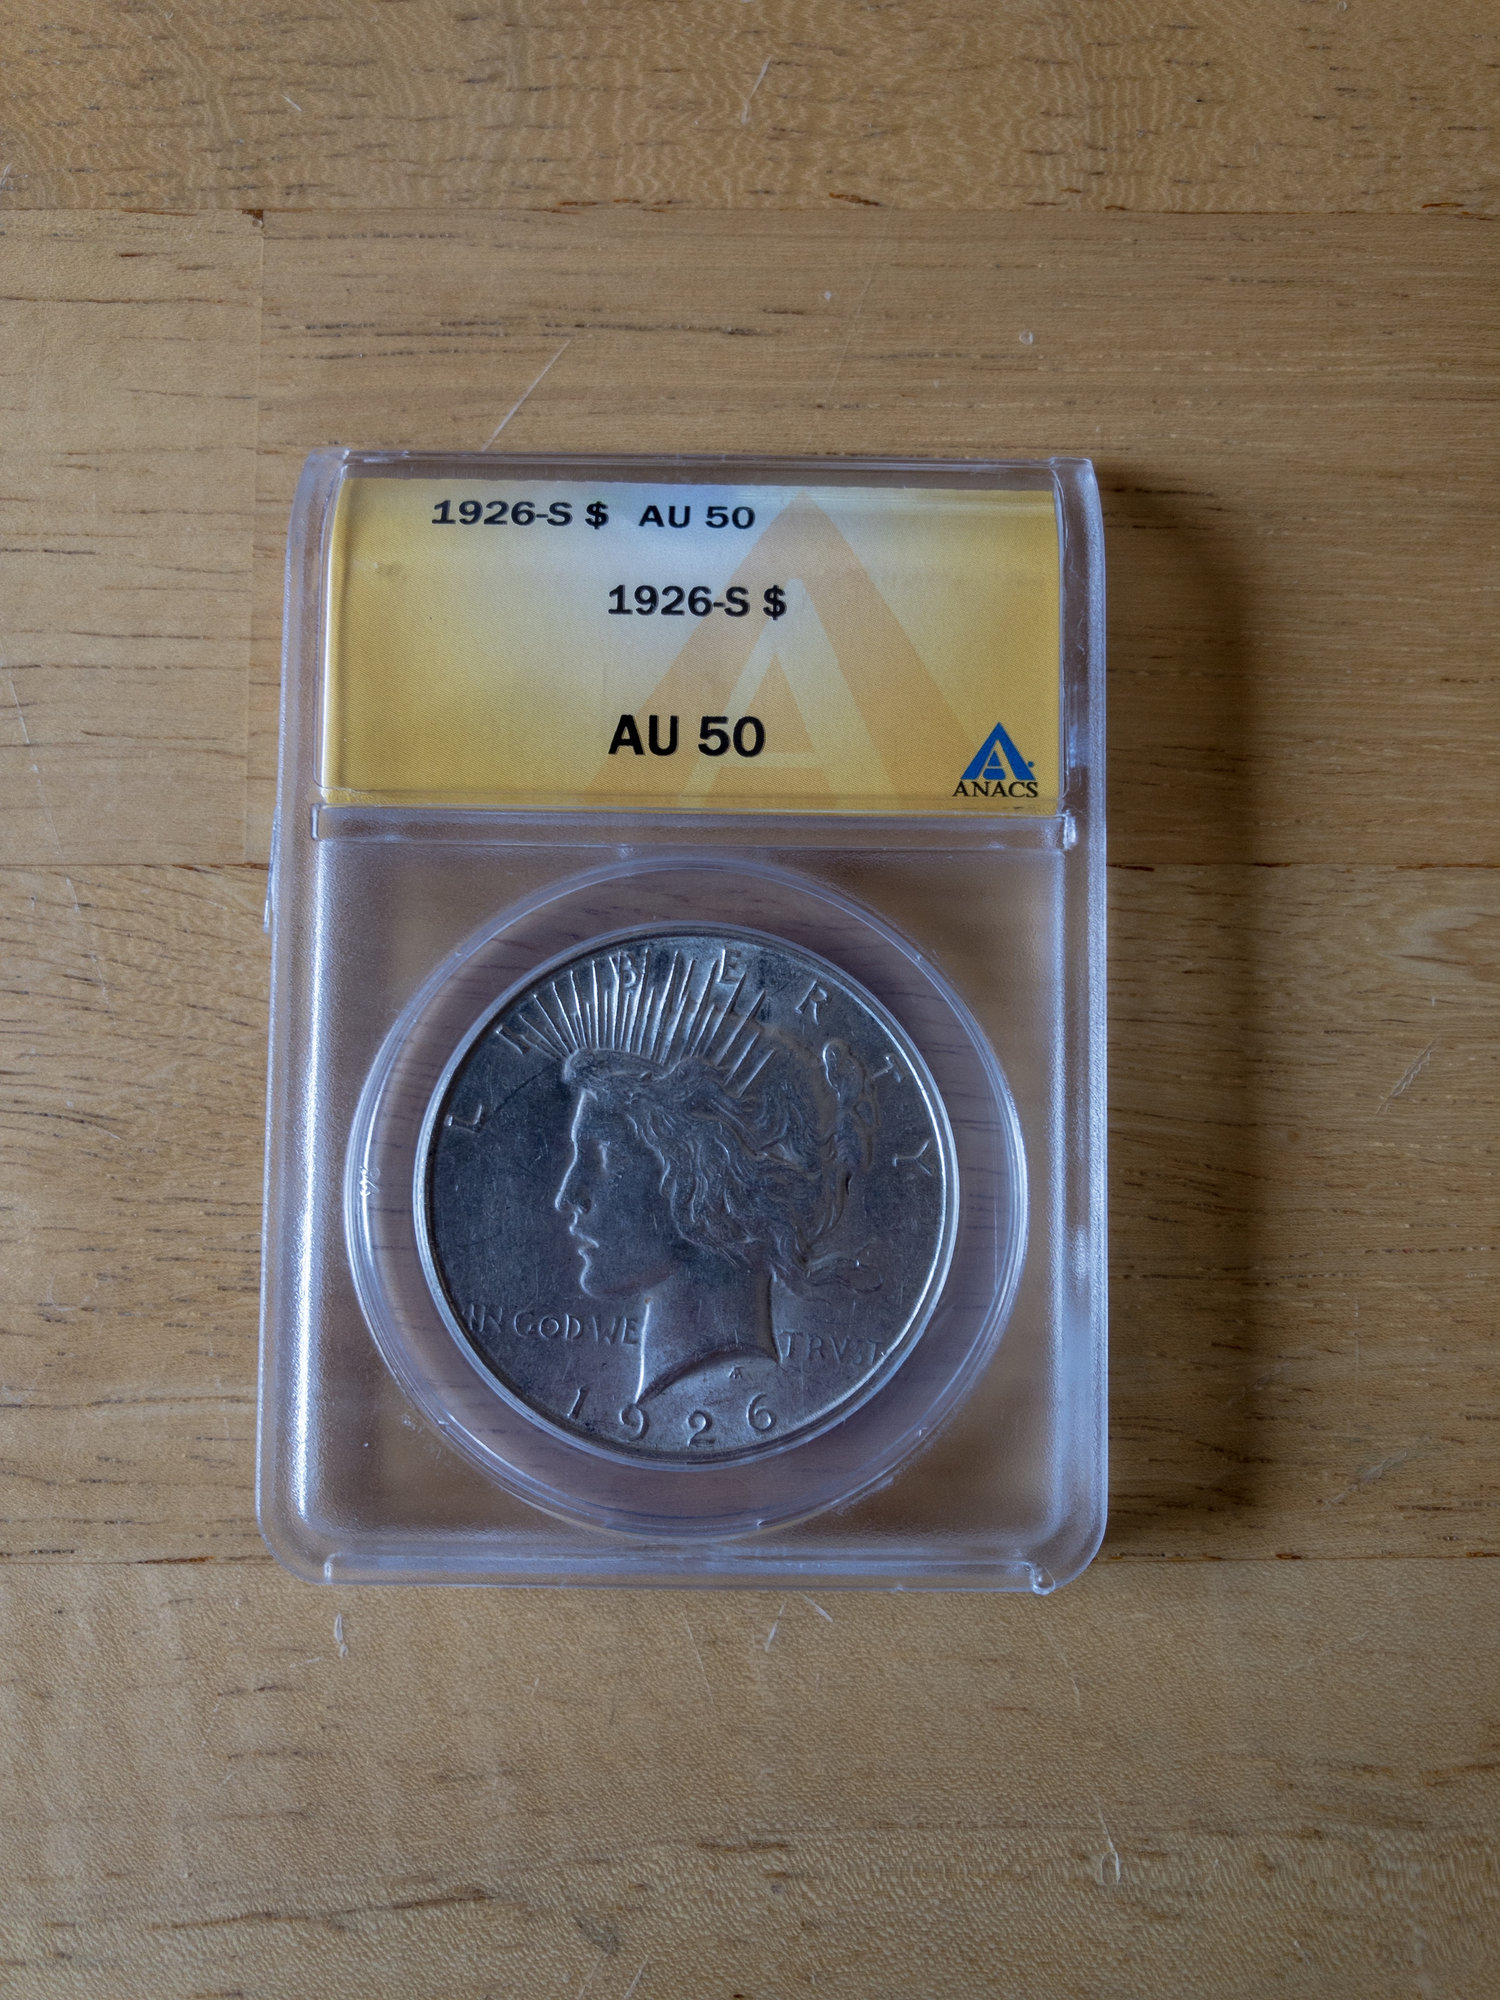 1926-S $ AU 50
1926-S $
AU 50
ANACS
LIBERTY
IN GOD WE TRVST
1926